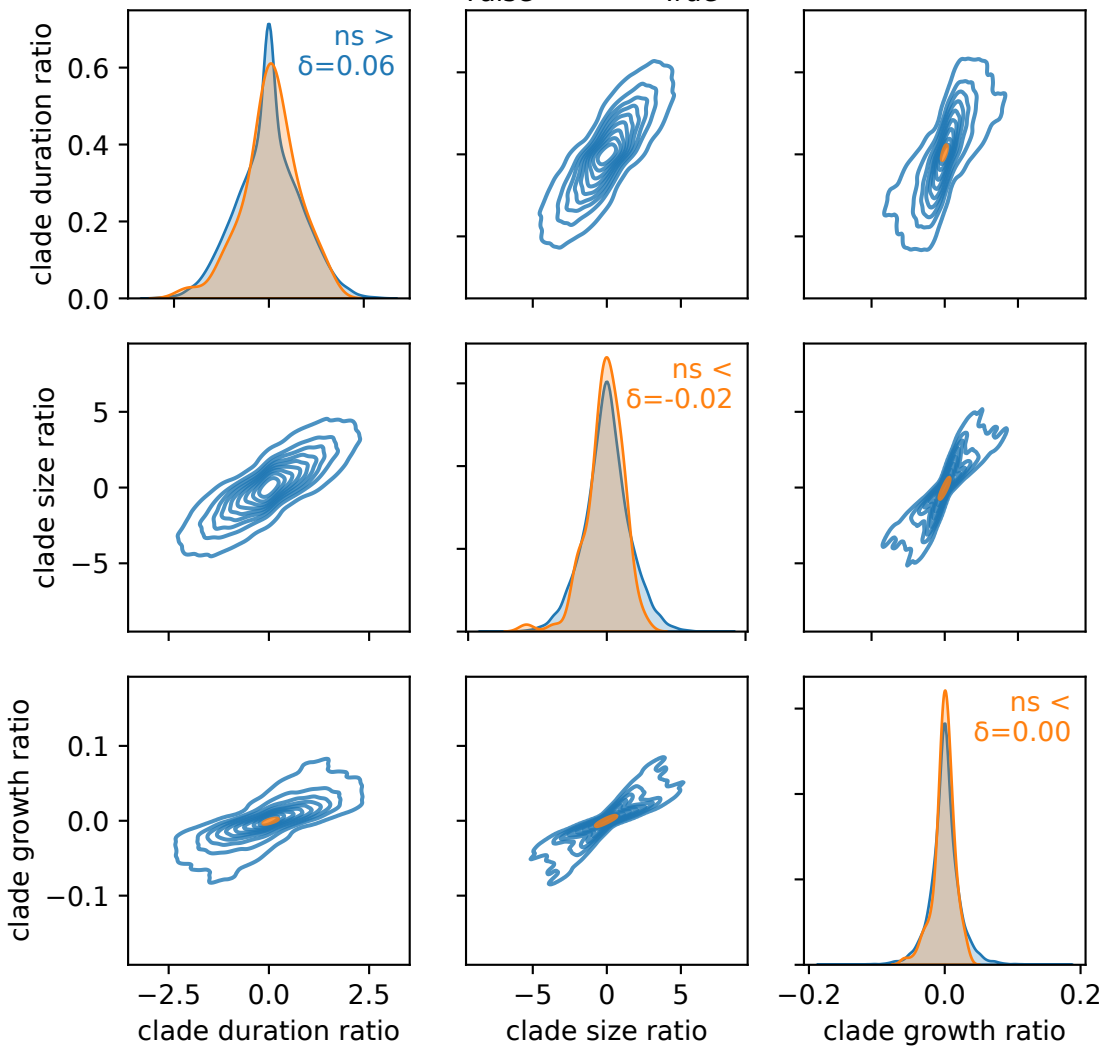 clade duration ratio
0.6
0.4
0.2
0.0
ns >
δ=0.06
clade size ratio
5
0
−5
ns <
δ=-0.02
clade growth ratio
0.1
0.0
−0.1
ns <
δ=0.00
−2.5 0.0 2.5
−5 0 5
−0.2 0.0 0.2
clade duration ratio
clade size ratio
clade growth ratio